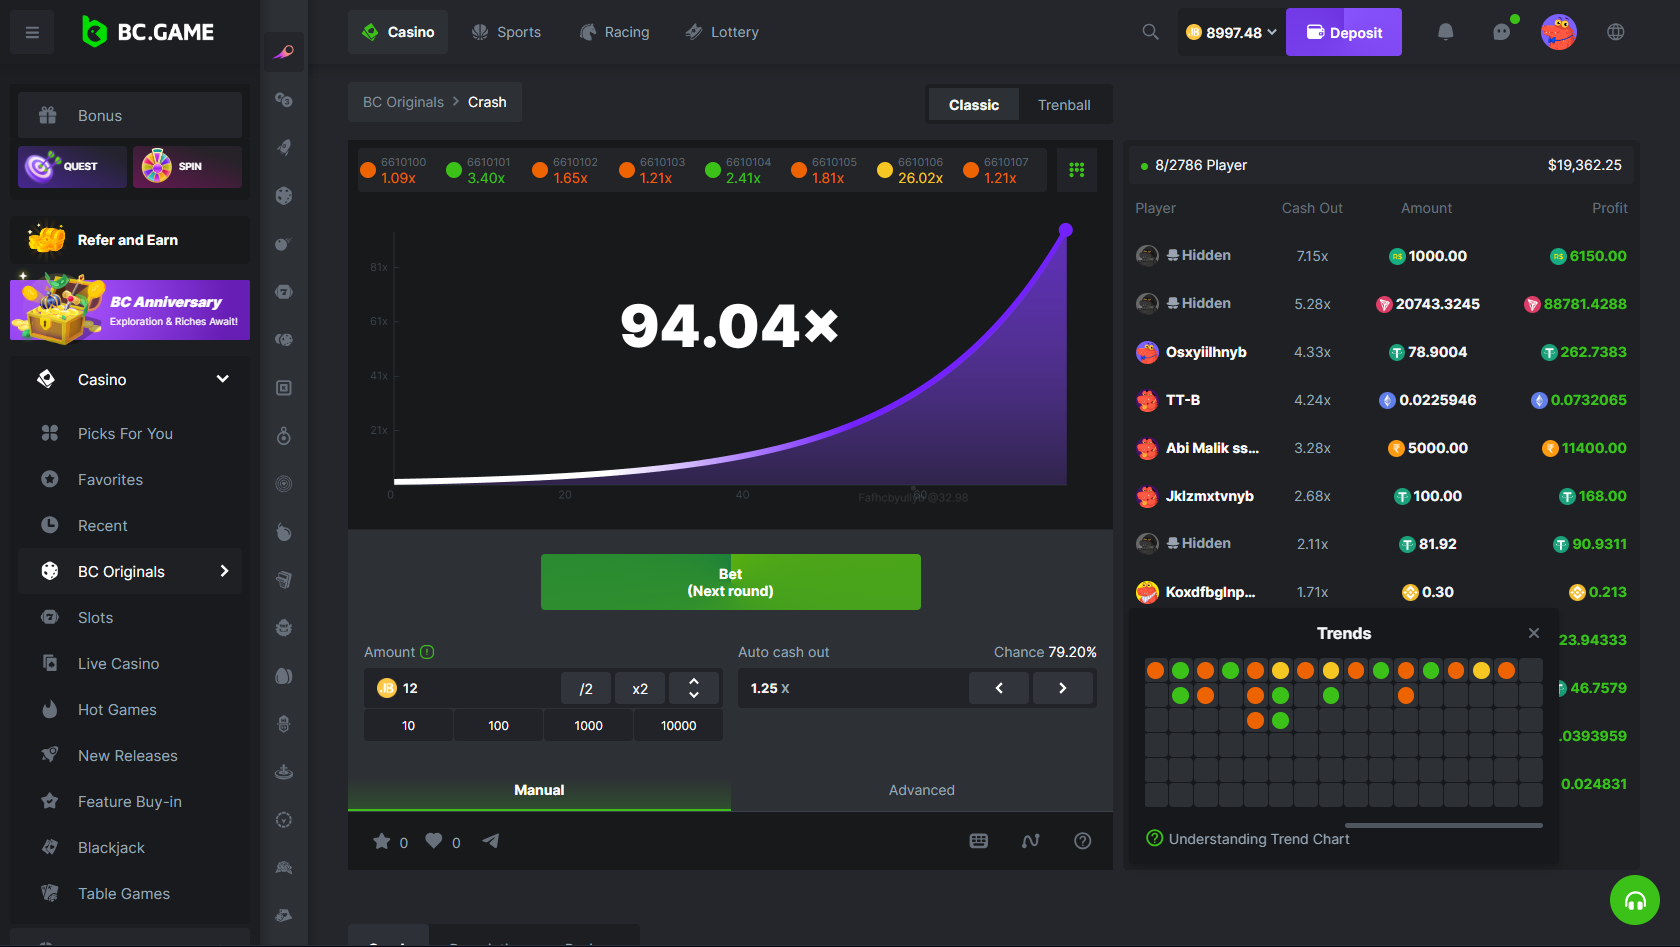 BC.GAME
Casino
Sports
Racing
Lottery
8997.48
Deposit
Bonus
QUEST
SPIN
Refer and Earn
BC Anniversary
Exploration & Riches Await!
Casino
Picks For You
Favorites
Recent
BC Originals
Slots
Live Casino
Hot Games
New Releases
Feature Buy-in
Blackjack
Table Games
BC Originals > Crash
Classic
Trenball
6610100 6610101 6610102 6610103 6610104 6610105 6610106 6610107
1.09x 3.40x 1.65x 1.21x 2.41x 1.81x 26.02x 1.21x
94.04×
81x
61x
41x
21x
0 20 40 60
Bet
(Next round)
Amount
12
/2
x2
10 100 1000 10000
Auto cash out
Chance 79.20%
1.25 X
Manual
Advanced
0
0
8/2786 Player
$19,362.25
Player Cash Out Amount Profit
Hidden 7.15x 1000.00 6150.00
Hidden 5.28x 20743.3245 88781.4288
Osxyiilhnyb 4.33x 78.9004 262.7383
TT-B 4.24x 0.0225946 0.0732065
Abi Malik ss... 3.28x 5000.00 11400.00
Jklzmxtvnyb 2.68x 100.00 168.00
Hidden 2.11x 81.92 90.9311
Koxdfbglnp... 1.71x 0.30 0.213
23.94333
46.7579
.0393959
0.024831
Trends
Understanding Trend Chart